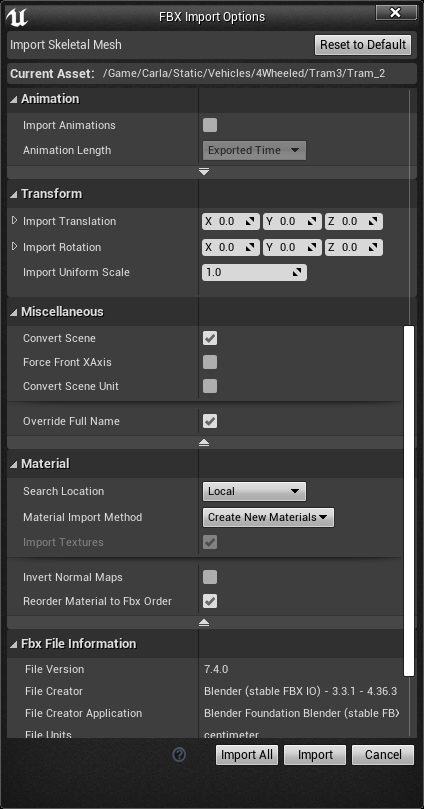 FBX Import Options
Import Skeletal Mesh
Reset to Default
Current Asset: /Game/Carla/Static/Vehicles/4Wheeled/Tram3/Tram_2
Animation
Import Animations
Animation Length Exported Time
Transform
Import Translation X 0.0 Y 0.0 Z 0.0
Import Rotation X 0.0 Y 0.0 Z 0.0
Import Uniform Scale 1.0
Miscellaneous
Convert Scene
Force Front XAxis
Convert Scene Unit
Override Full Name
Material
Search Location Local
Material Import Method Create New Materials
Import Textures
Invert Normal Maps
Reorder Material to Fbx Order
Fbx File Information
File Version 7.4.0
File Creator Blender (stable FBX IO) - 3.3.1 - 4.36.3
File Creator Application Blender Foundation Blender (stable FBX
File Units centimeter
? Import All Import Cancel